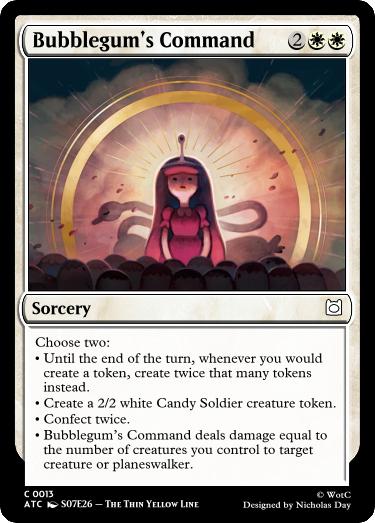 Bubblegum's Command 2
Sorcery
Choose two:
• Until the end of the turn, whenever you would
create a token, create twice that many tokens
instead.
• Create a 2/2 white Candy Soldier creature token.
• Confect twice.
• Bubblegum's Command deals damage equal to
the number of creatures you control to target
creature or planeswalker.
C 0013 © WotC
ATC S07E26 – The Thin Yellow Line Designed by Nicholas Day